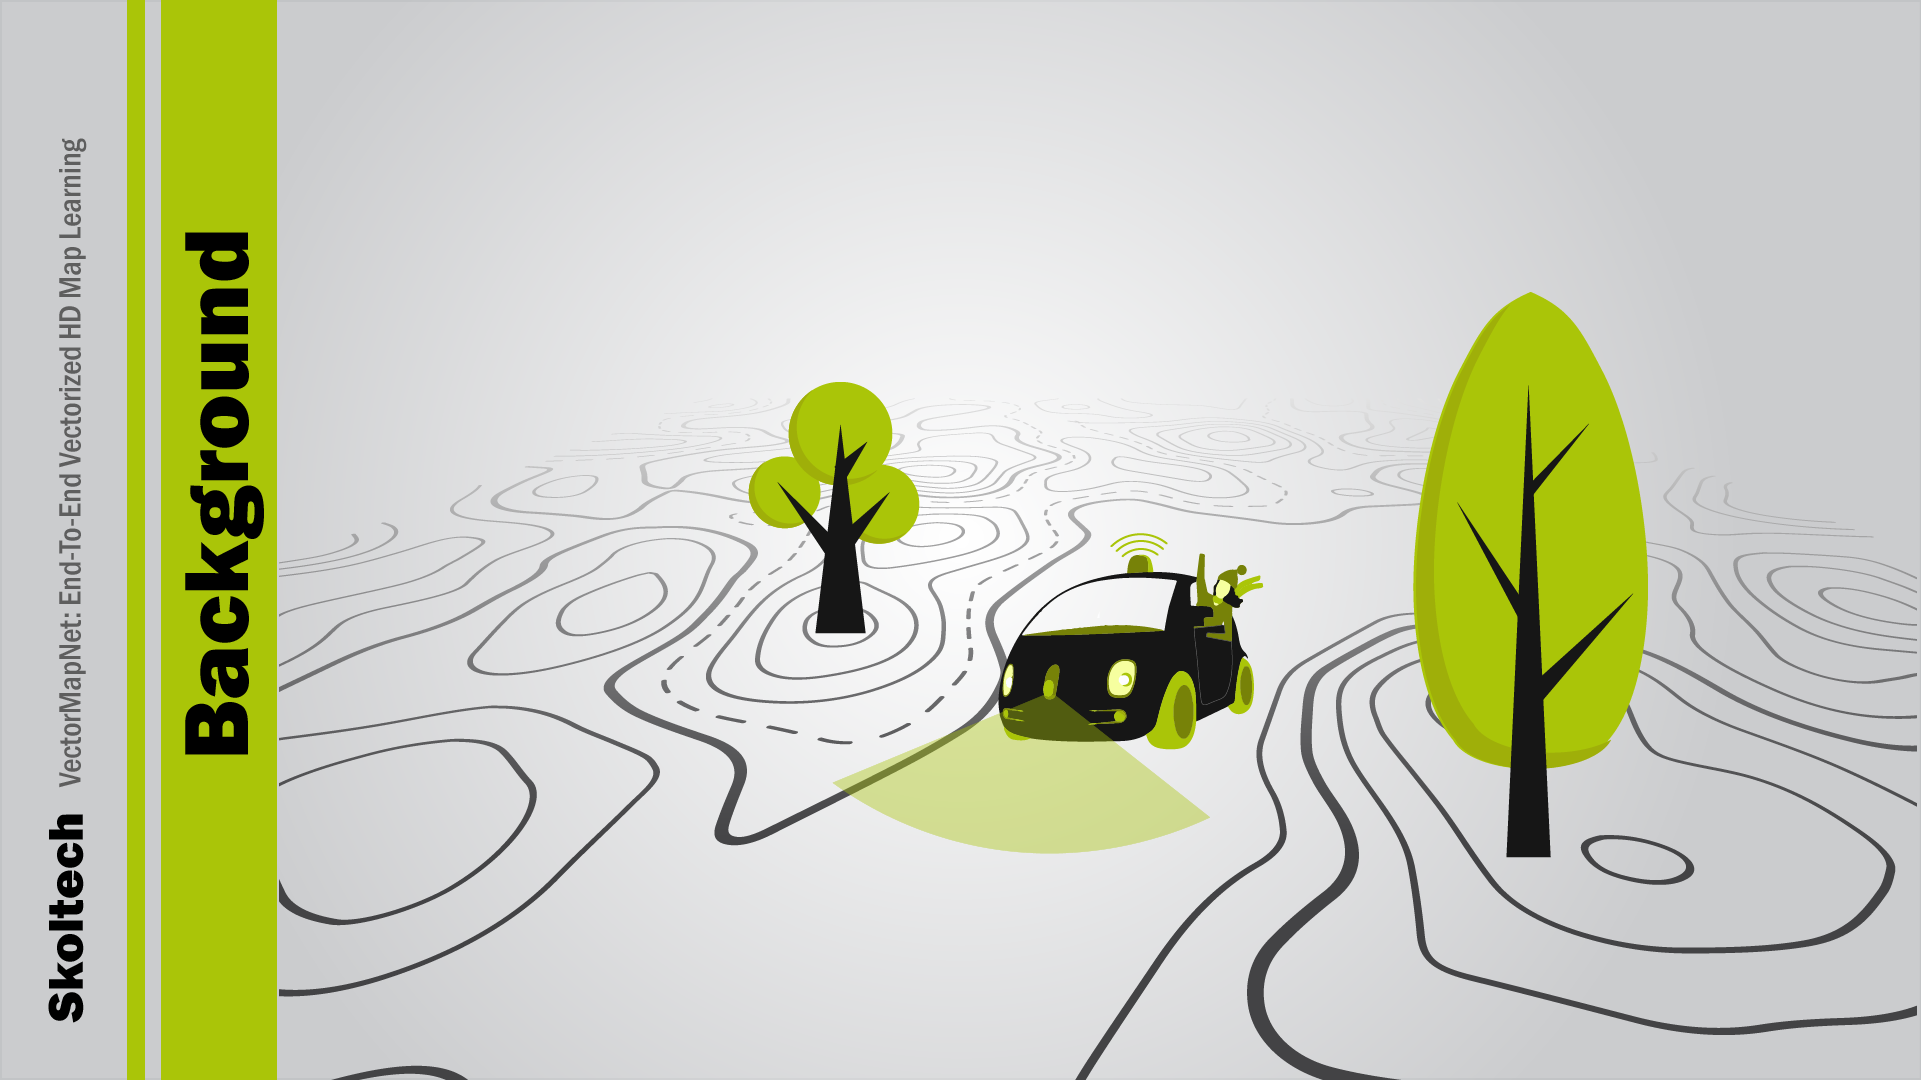 Skoltech
VectorMapNet: End-To-End Vectorized HD Map Learning
Background